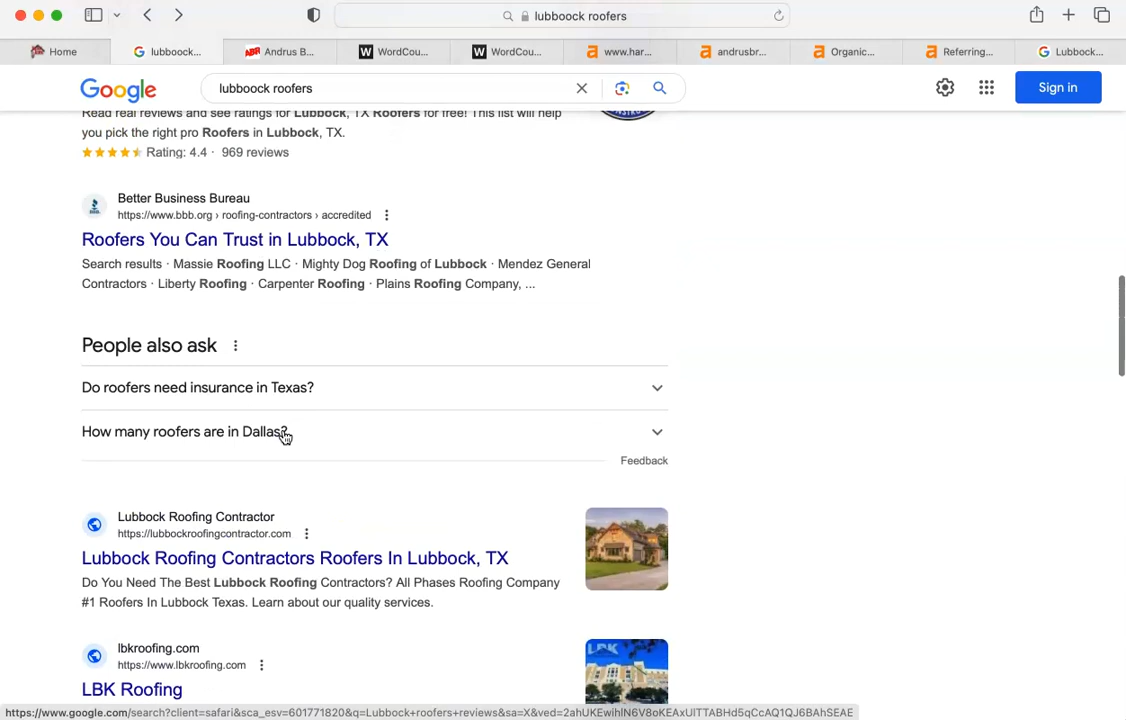 lubboock roofers
Home
lubboock...
Andrus B...
WordCou...
WordCou...
www.har...
andrusbr...
Organic...
Referring...
Lubbock...
Google
lubboock roofers
Sign in
Read real reviews and see ratings for Lubbock, TX Roofers for free! This list will help
you pick the right pro Roofers in Lubbock, TX.
Rating: 4.4 · 969 reviews
Better Business Bureau
https://www.bbb.org › roofing-contractors › accredited
Roofers You Can Trust in Lubbock, TX
Search results · Massie Roofing LLC · Mighty Dog Roofing of Lubbock · Mendez General
Contractors · Liberty Roofing · Carpenter Roofing · Plains Roofing Company, ...
People also ask
Do roofers need insurance in Texas?
How many roofers are in Dallas?
Feedback
Lubbock Roofing Contractor
https://lubbockroofingcontractor.com
Lubbock Roofing Contractors Roofers In Lubbock, TX
Do You Need The Best Lubbock Roofing Contractors? All Phases Roofing Company
#1 Roofers In Lubbock Texas. Learn about our quality services.
lbkroofing.com
https://www.lbkroofing.com
LBK Roofing
LBK
https://www.google.com/search?client=safari&sca_esv=601771820&q=Lubbock+roofers+reviews&sa=X&ved=2ahUKEwihlN6V8oKEAxUlTTABHd5qCcAQ1QJ6BAhSEAE